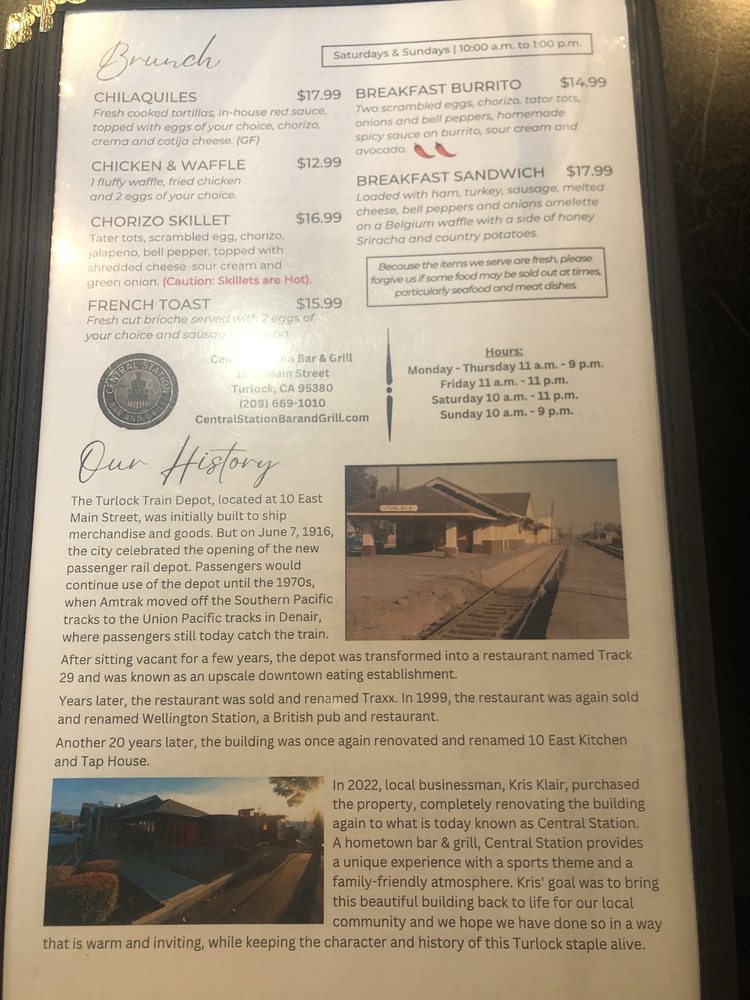 Brunch
Saturdays & Sundays | 10:00 a.m. to 1:00 p.m.
CHILAQUILES $17.99
Fresh cooked tortillas, in-house red sauce,
topped with eggs of your choice, chorizo,
crema and cotija cheese. (GF)
CHICKEN & WAFFLE $12.99
1 fluffy waffle, fried chicken
and 2 eggs of your choice.
CHORIZO SKILLET $16.99
Tater tots, scrambled egg, chorizo,
jalapeno, bell pepper, topped with
shredded cheese sour cream and
green onion. (Caution: Skillets are Hot).
FRENCH TOAST $15.99
Fresh cut brioche served with 2 eggs of
your choice and
BREAKFAST BURRITO $14.99
Two scrambled eggs, chorizo, tator tots,
onions and bell peppers, homemade
spicy sauce on burrito, sour cream and
avocado.
BREAKFAST SANDWICH $17.99
Loaded with ham, turkey, sausage, melted
cheese, bell peppers and onions omelette
on a Belgium waffle with a side of honey
Sriracha and country potatoes.
Because the items we serve are fresh, please
forgive us if some food may be sold out at times,
particularly seafood and meat dishes.
CENTRAL STATION
BAR AND GRILL
Bar & Grill
Main Street
Turlock, CA 95380
(209) 669-1010
CentralStationBarandGrill.com
Hours:
Monday - Thursday 11 a.m. - 9 p.m.
Friday 11 a.m. - 11 p.m.
Saturday 10 a.m. - 11 p.m.
Sunday 10 a.m. - 9 p.m.
Our History
The Turlock Train Depot, located at 10 East
Main Street, was initially built to ship
merchandise and goods. But on June 7, 1916,
the city celebrated the opening of the new
passenger rail depot. Passengers would
continue use of the depot until the 1970s,
when Amtrak moved off the Southern Pacific
tracks to the Union Pacific tracks in Denair,
where passengers still today catch the train.
TURLOCK
After sitting vacant for a few years, the depot was transformed into a restaurant named Track
29 and was known as an upscale downtown eating establishment.
Years later, the restaurant was sold and renamed Traxx. In 1999, the restaurant was again sold
and renamed Wellington Station, a British pub and restaurant.
Another 20 years later, the building was once again renovated and renamed 10 East Kitchen
and Tap House.
In 2022, local businessman, Kris Klair, purchased
the property, completely renovating the building
again to what is today known as Central Station.
A hometown bar & grill, Central Station provides
a unique experience with a sports theme and a
family-friendly atmosphere. Kris' goal was to bring
this beautiful building back to life for our local
community and we hope we have done so in a way
that is warm and inviting, while keeping the character and history of this Turlock staple alive.